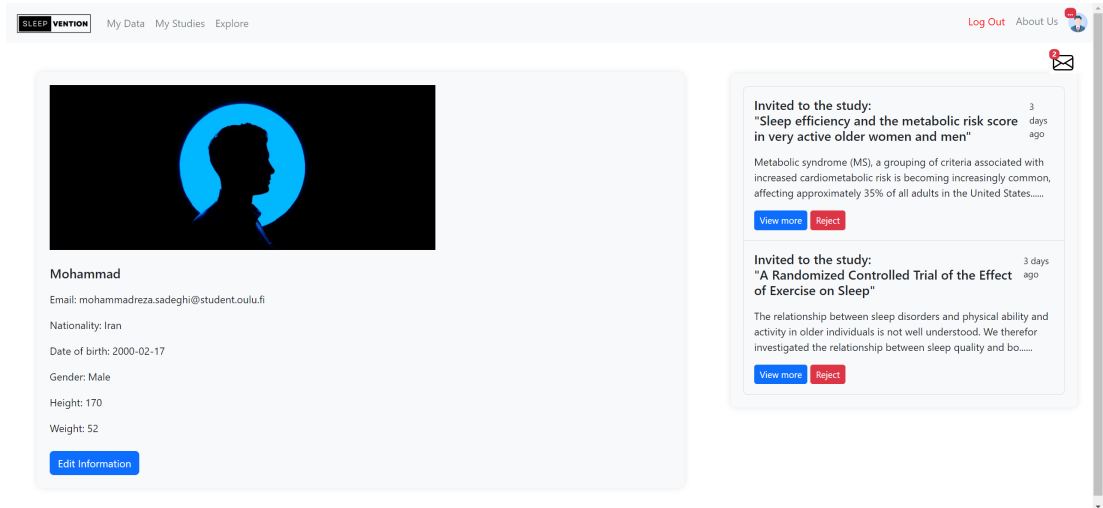 SLEEP VENTION
My Data My Studies Explore
Log Out About Us
...
Mohammad
Email: mohammadreza.sadeghi@student.oulu.fi
Nationality: Iran
Date of birth: 2000-02-17
Gender: Male
Height: 170
Weight: 52
Edit Information
2
Invited to the study:
"Sleep efficiency and the metabolic risk score
in very active older women and men"
3
days
ago
Metabolic syndrome (MS), a grouping of criteria associated with
increased cardiometabolic risk is becoming increasingly common,
affecting approximately 35% of all adults in the United States......
View more Reject
Invited to the study:
"A Randomized Controlled Trial of the Effect
of Exercise on Sleep"
3 days
ago
The relationship between sleep disorders and physical ability and
activity in older individuals is not well understood. We therefor
investigated the relationship between sleep quality and bo......
View more Reject